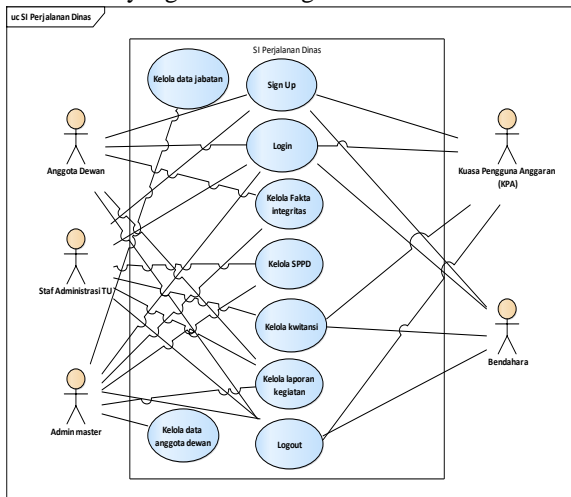 uc SI Perjalanan Dinas
SI Perjalanan Dinas
Kelola data jabatan
Sign Up
Anggota Dewan
Login
Kuasa Pengguna Anggaran
(KPA)
Kelola Fakta
integritas
Staf Administrasi TU
Kelola SPPD
Kelola kwitansi
Bendahara
Kelola laporan
kegiatan
Admin master
Kelola data
anggota dewan
Logout